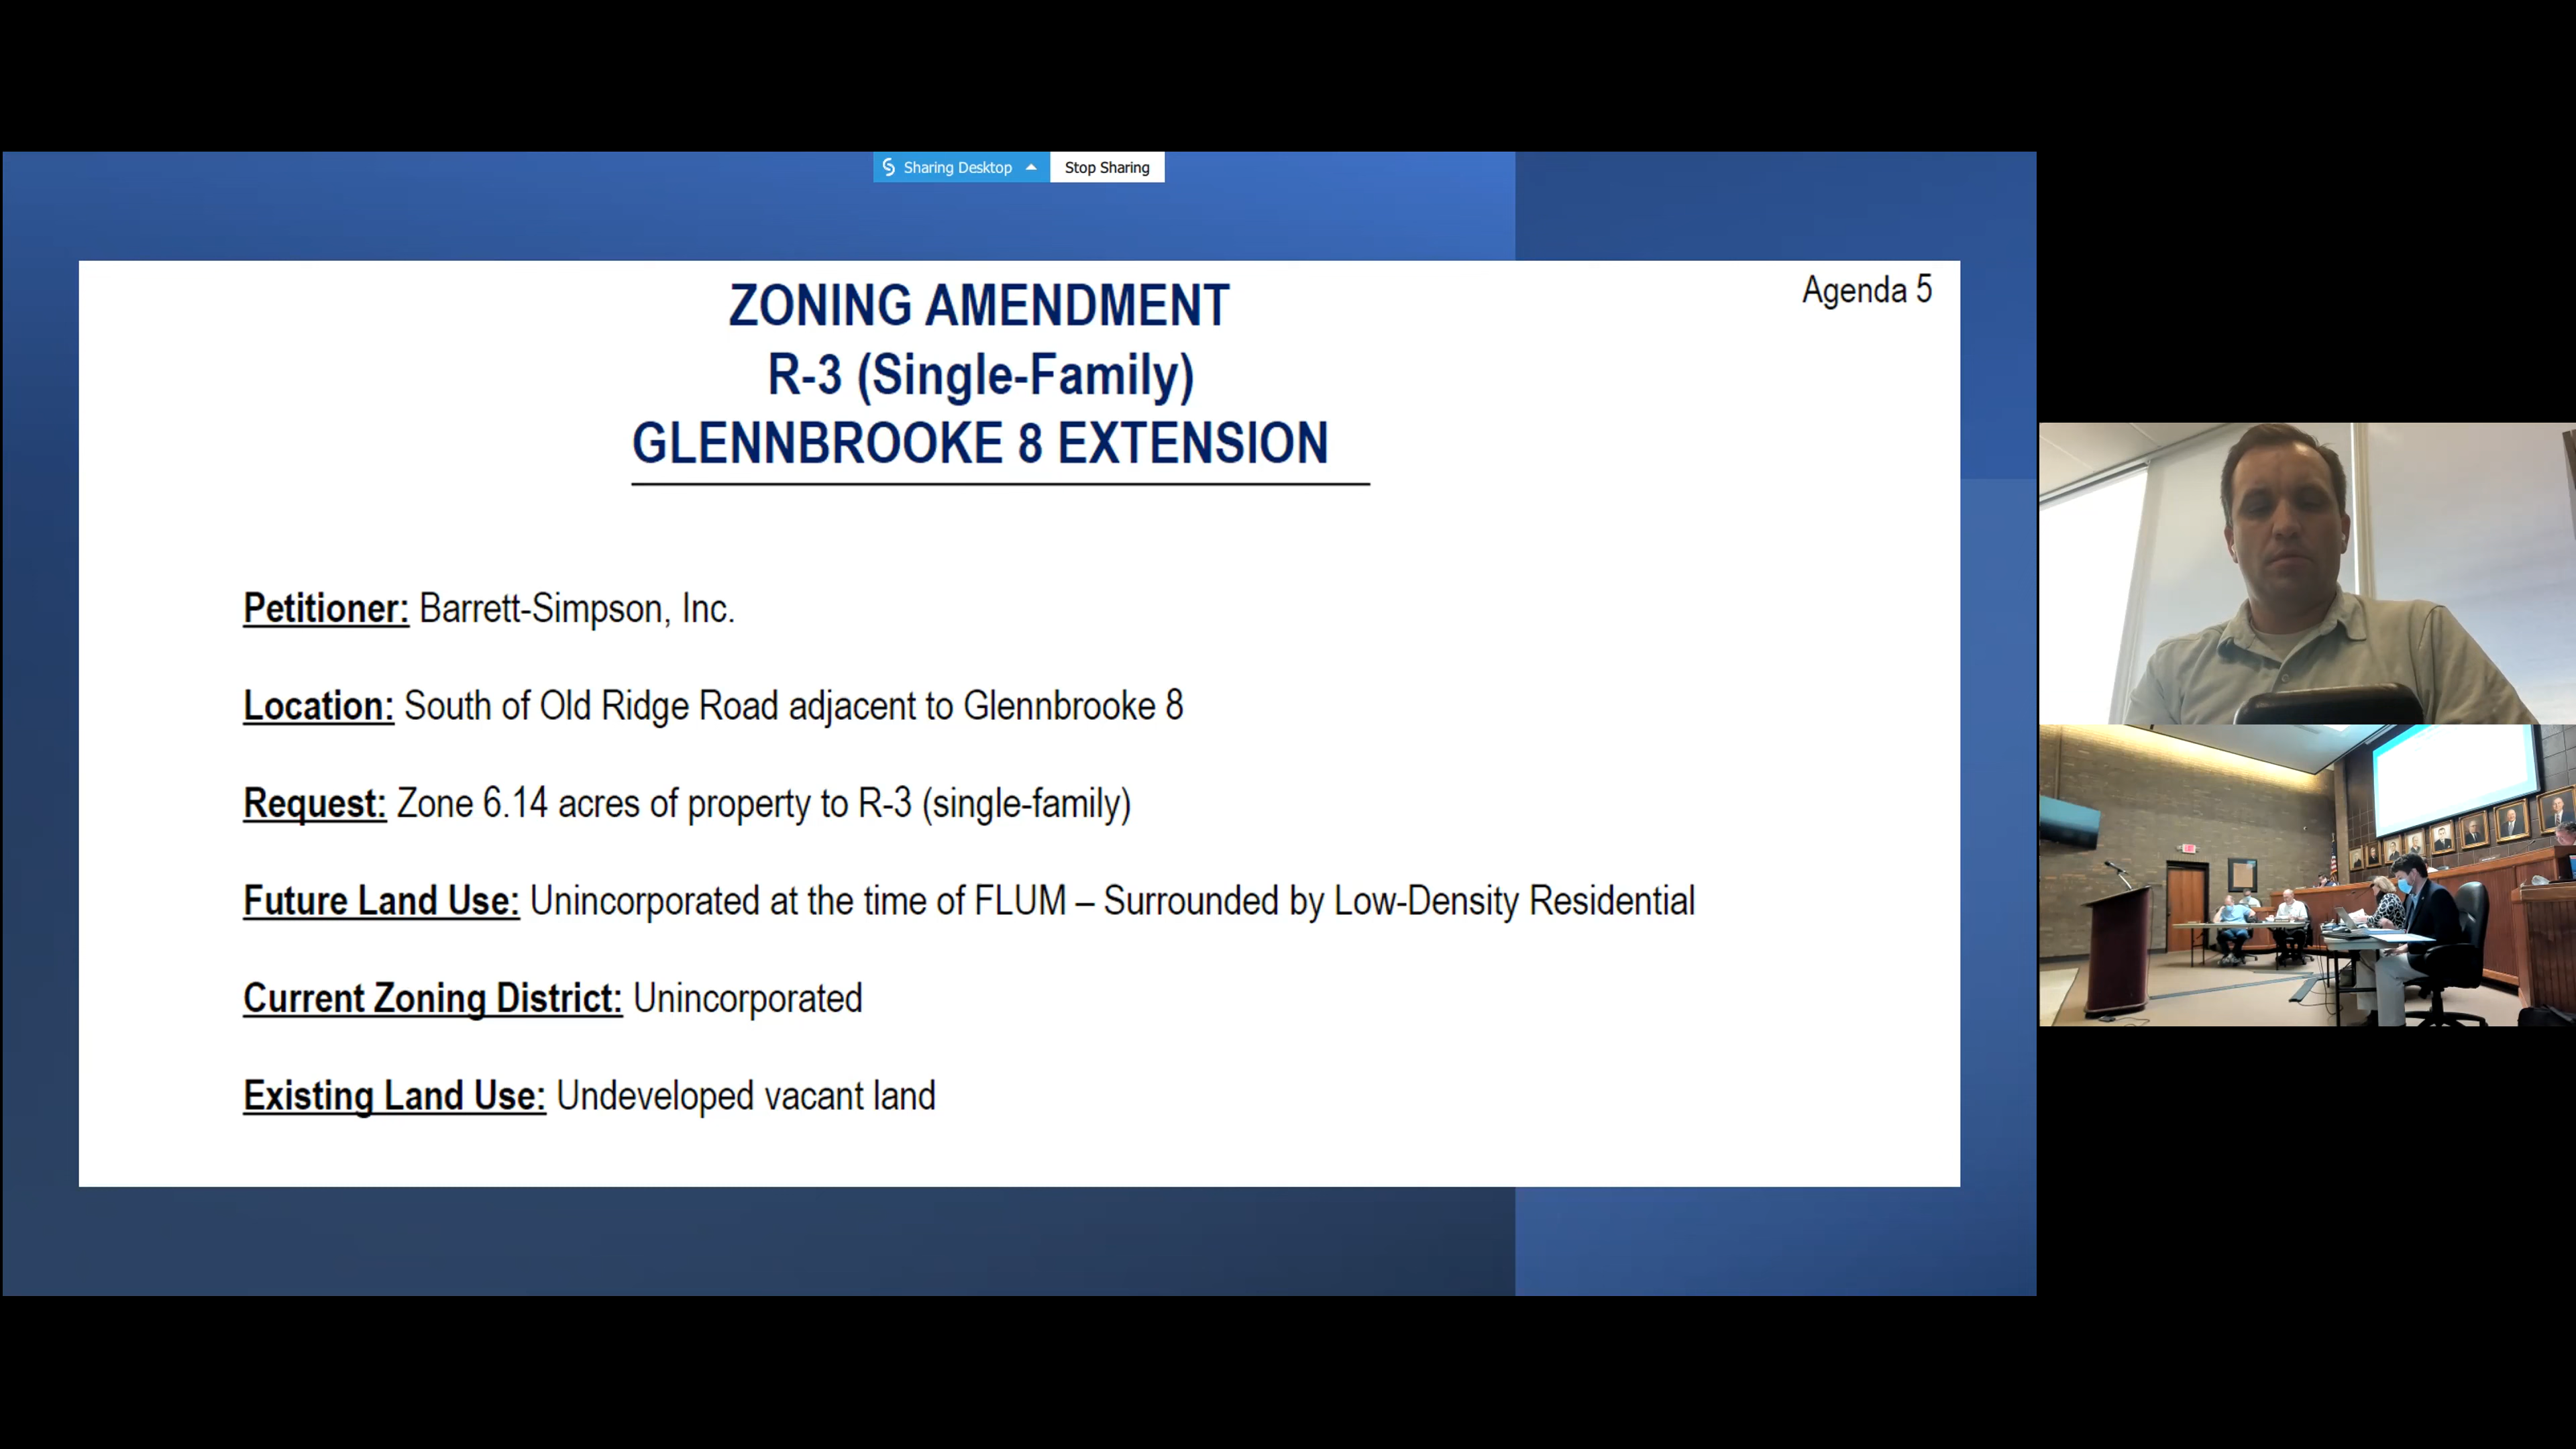 Sharing Desktop Stop Sharing
Agenda 5
ZONING AMENDMENT
R-3 (Single-Family)
GLENNBROOKE 8 EXTENSION
Petitioner: Barrett-Simpson, Inc.
Location: South of Old Ridge Road adjacent to Glennbrooke 8
Request: Zone 6.14 acres of property to R-3 (single-family)
Future Land Use: Unincorporated at the time of FLUM – Surrounded by Low-Density Residential
Current Zoning District: Unincorporated
Existing Land Use: Undeveloped vacant land